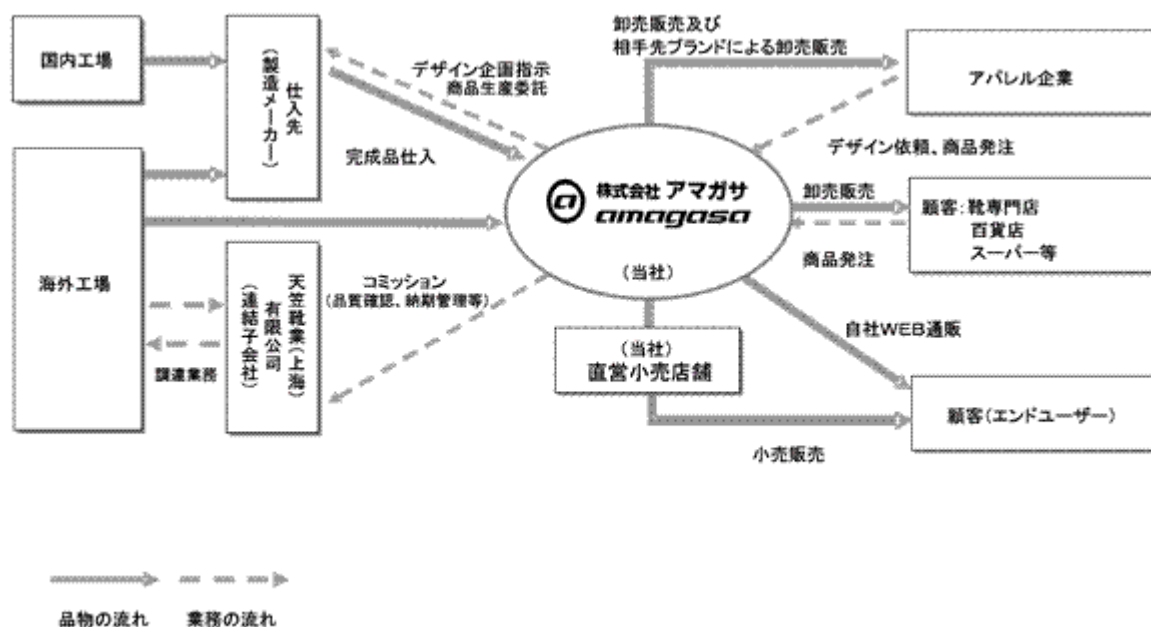 国内工場
仕入先
(製造メーカー)
デザイン企画指示
商品生産委託
完成品仕入
卸売販売及び
相手先ブランドによる卸売販売
アパレル企業
デザイン依頼、商品発注
a 株式会社 アマガサ
amagasa
(当社)
卸売販売
商品発注
顧客：靴専門店
百貨店
スーパー等
海外工場
天笠靴業(上海)
有限公司
(連結子会社)
調達業務
コミッション
(品質確認、納期管理等)
(当社)
直営小売店舗
自社WEB通販
小売販売
顧客(エンドユーザー)
品物の流れ
業務の流れ